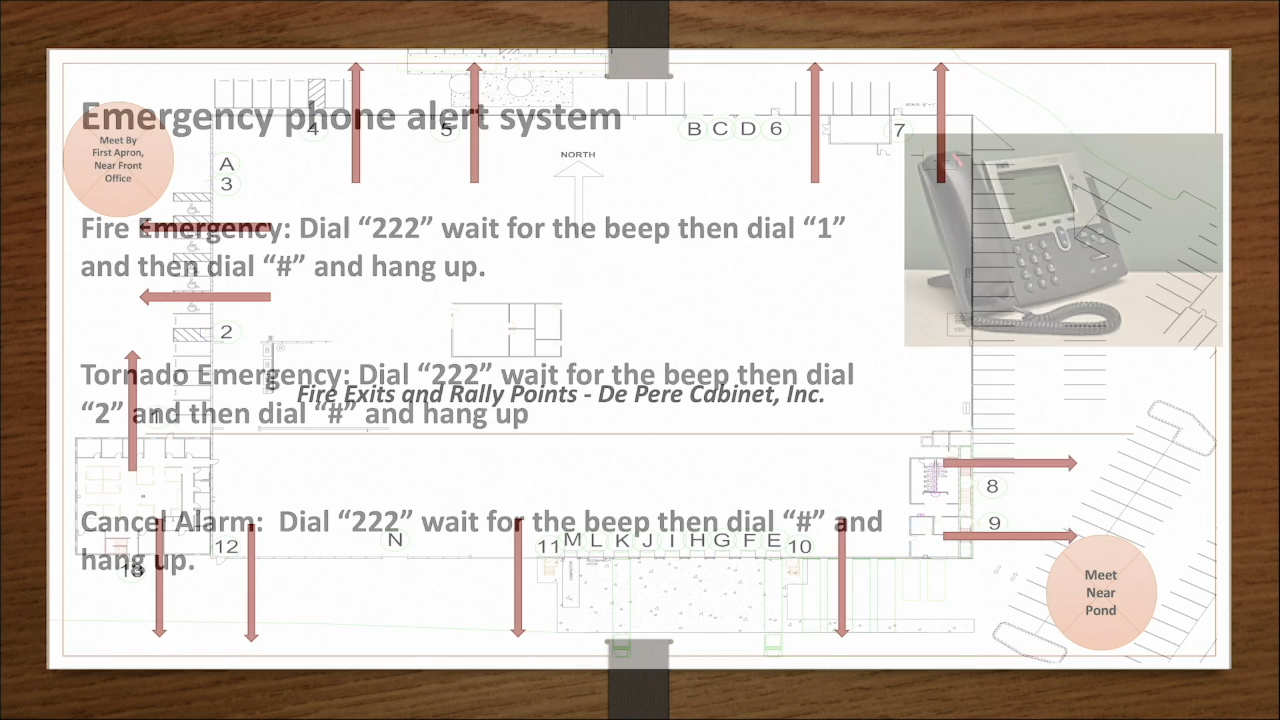 Emergency phone alert system
4
5
B C D 6
7
Meet By
First Apron,
Near Front
Office
A
3
NORTH
Fire Emergency: Dial “222” wait for the beep then dial “1”
and then dial “#” and hang up.
2
Tornado Emergency: Dial “222” wait for the beep then dial
“2” and then dial “#” and hang up
Fire Exits and Rally Points - De Pere Cabinet, Inc.
1
8
9
Cancel Alarm:  Dial “222” wait for the beep then dial “#” and
hang up.
12
N
11 M L K J I H G F E 10
13
Meet
Near
Pond